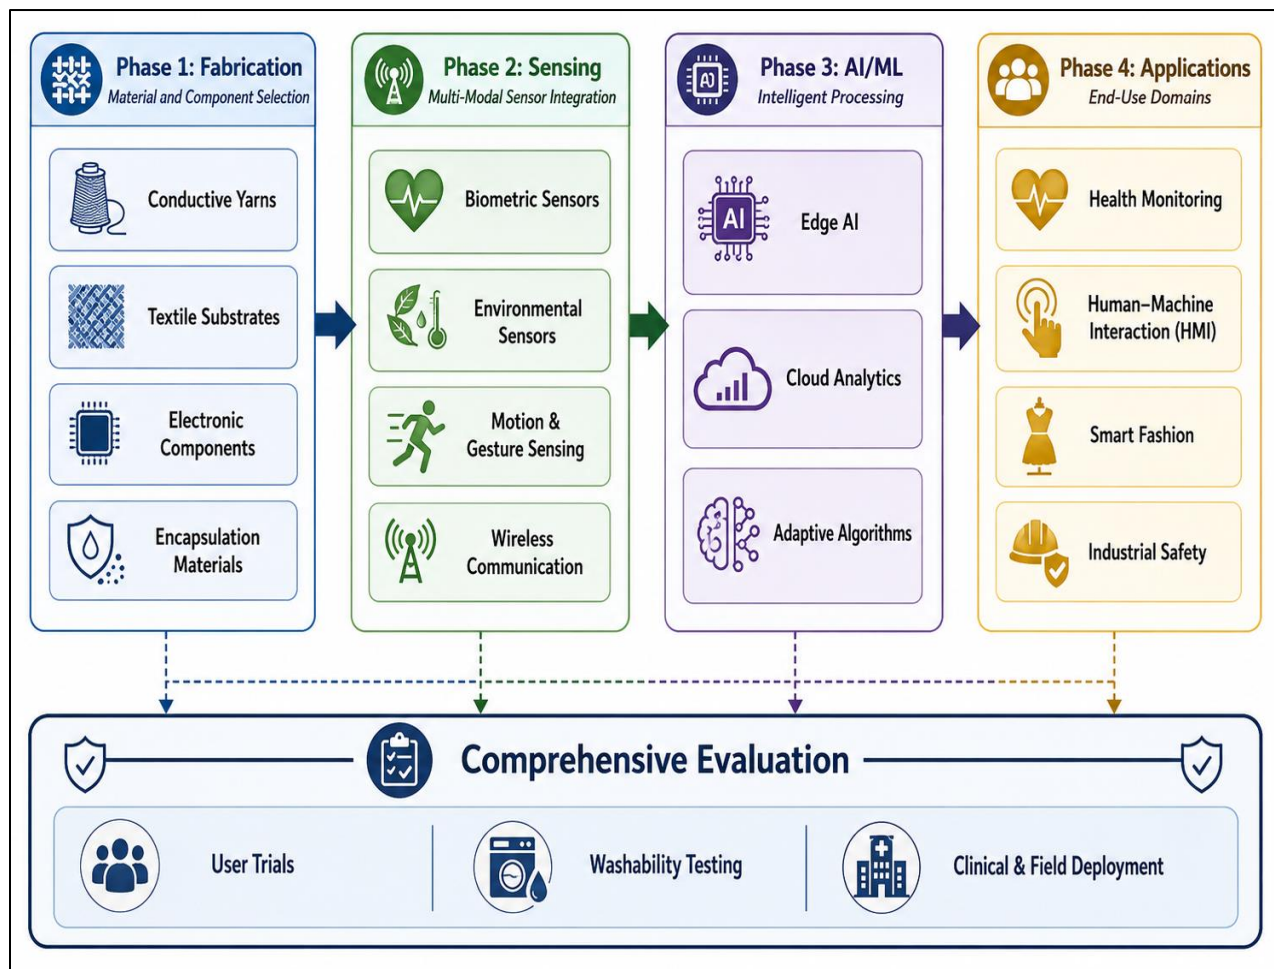 Phase 1: Fabrication
Material and Component Selection
Conductive Yarns
Textile Substrates
Electronic
Components
Encapsulation
Materials
Phase 2: Sensing
Multi-Modal Sensor Integration
Biometric Sensors
Environmental
Sensors
Motion &
Gesture Sensing
Wireless
Communication
Phase 3: AI/ML
Intelligent Processing
AI
Edge AI
Cloud Analytics
Adaptive Algorithms
Phase 4: Applications
End-Use Domains
Health Monitoring
Human–Machine
Interaction (HMI)
Smart Fashion
Industrial Safety
Comprehensive Evaluation
User Trials
Washability Testing
Clinical & Field Deployment